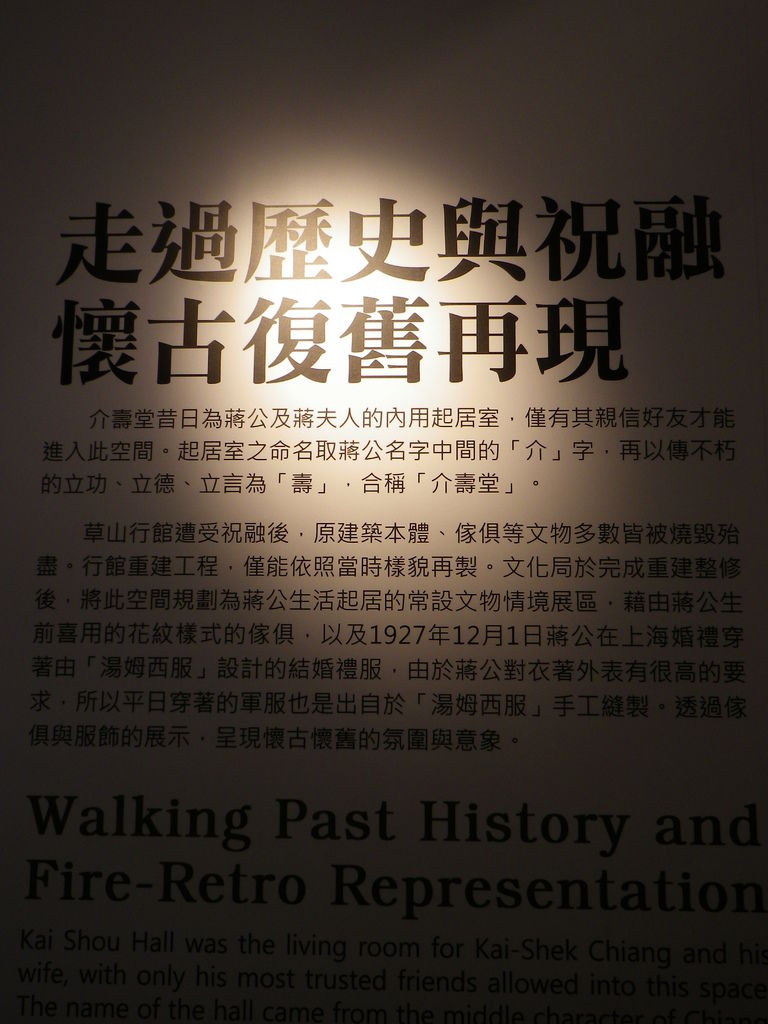 走過歷史與祝融
懷古復舊再現
介壽堂昔日為蔣公及蔣夫人的內用起居室，僅有其親信好友才能
進入此空間。起居室之命名取蔣公名字中間的「介」字，再以傳不朽
的立功、立德、立言為「壽」，合稱「介壽堂」。
草山行館遭受祝融後，原建築本體、傢俱等文物多數皆被燒毀殆
盡。行館重建工程，僅能依照當時樣貌再製。文化局於完成重建整修
後，將此空間規劃為蔣公生活起居的常設文物情境展區，藉由蔣公生
前喜用的花紋樣式的傢俱，以及1927年12月1日蔣公在上海婚禮穿
著由「湯姆西服」設計的結婚禮服，由於蔣公對衣著外表有很高的要
求，所以平日穿著的軍服也是出自於「湯姆西服」手工縫製。透過傢
俱與服飾的展示，呈現懷古懷舊的氛圍與意象。
Walking Past History and
Fire-Retro Representation
Kai Shou Hall was the living room for Kai-Shek Chiang and his
wife, with only his most trusted friends allowed into this space
The name of the hall came from the middle character of Chiang